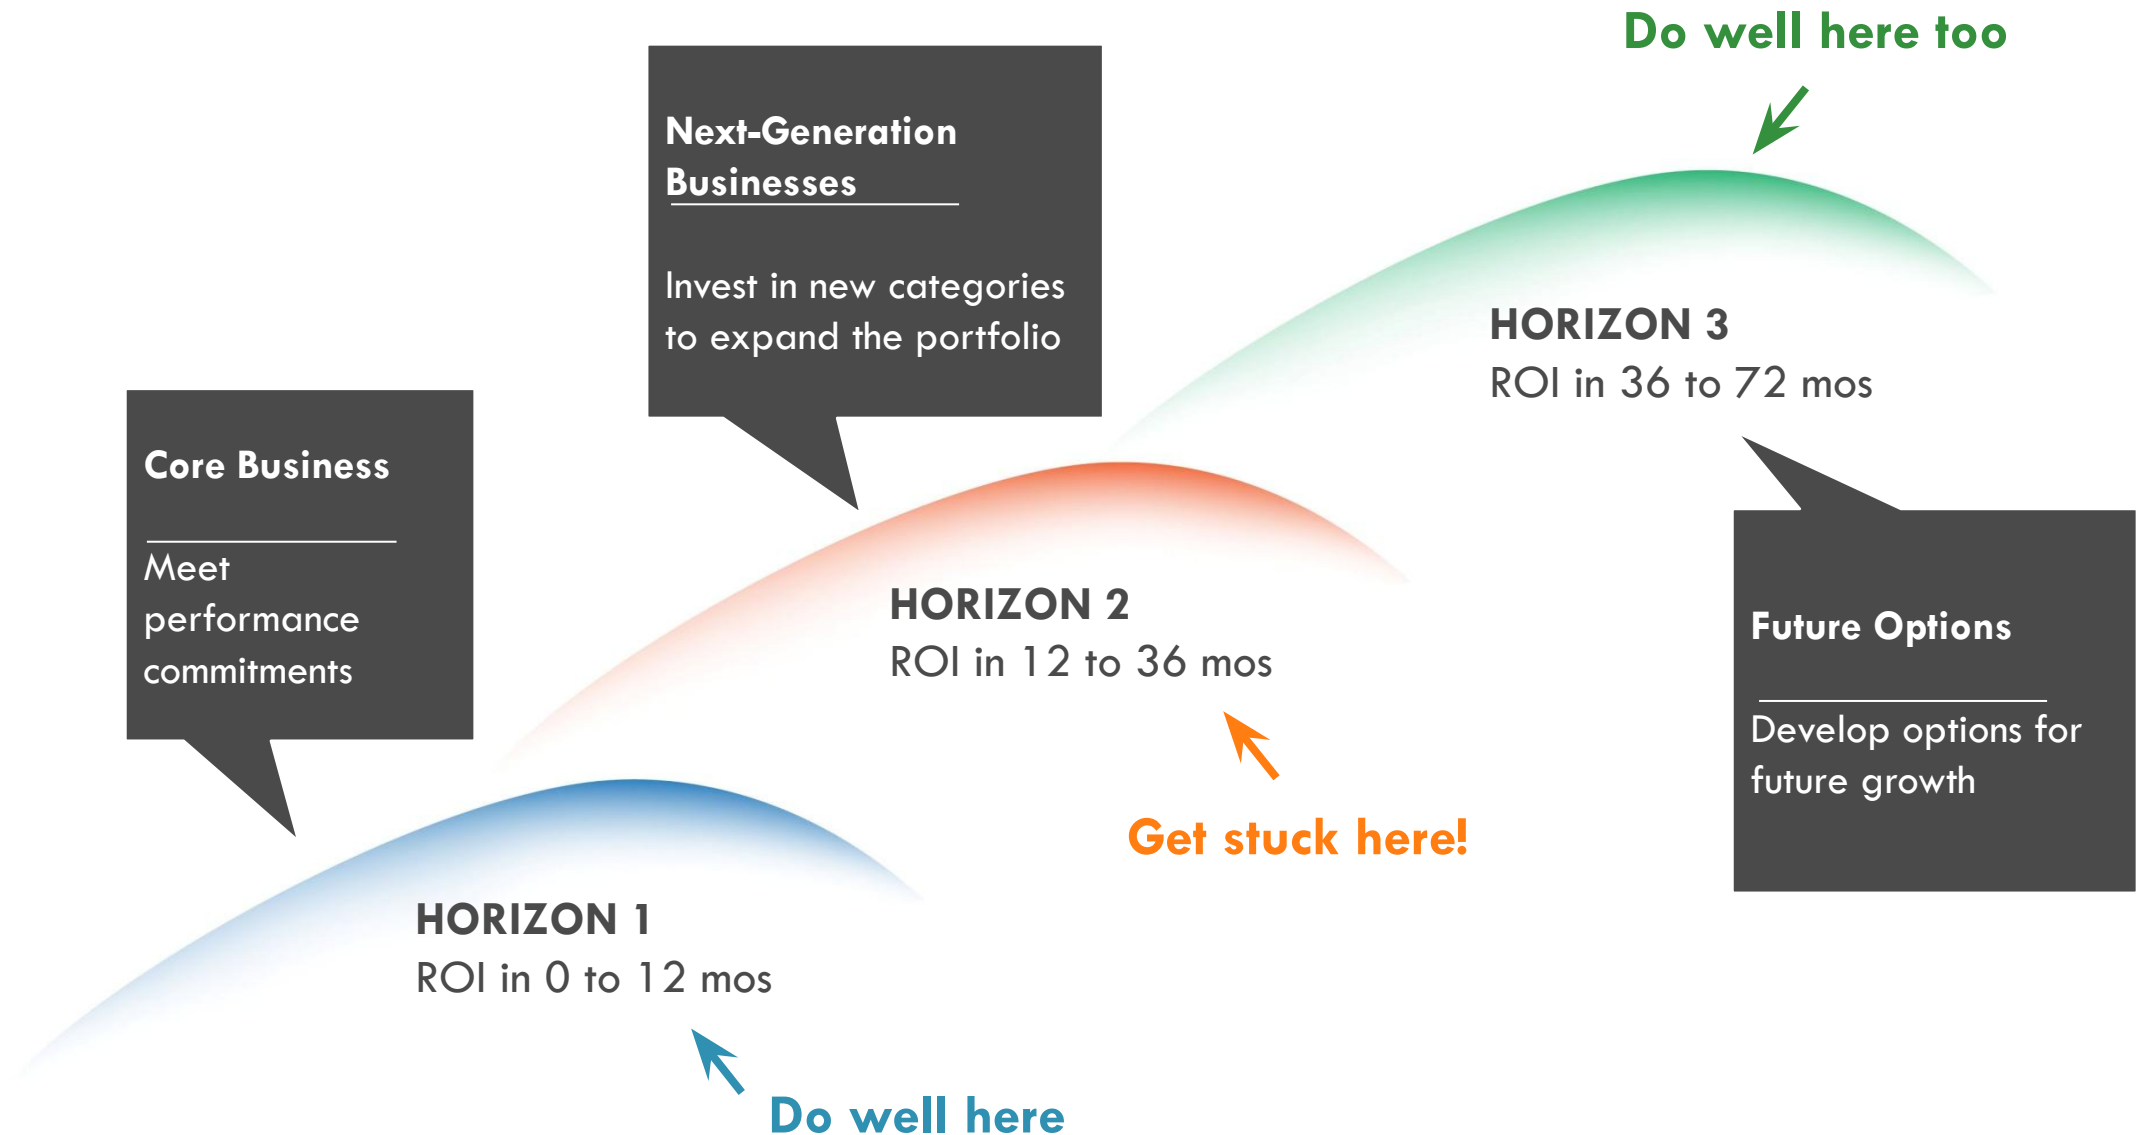 Do well here too
Next-Generation
Businesses
Invest in new categories
to expand the portfolio
HORIZON 3
ROI in 36 to 72 mos
Core Business
Meet
performance
commitments
HORIZON 2
ROI in 12 to 36 mos
Get stuck here!
Future Options
Develop options for
future growth
HORIZON 1
ROI in 0 to 12 mos
Do well here